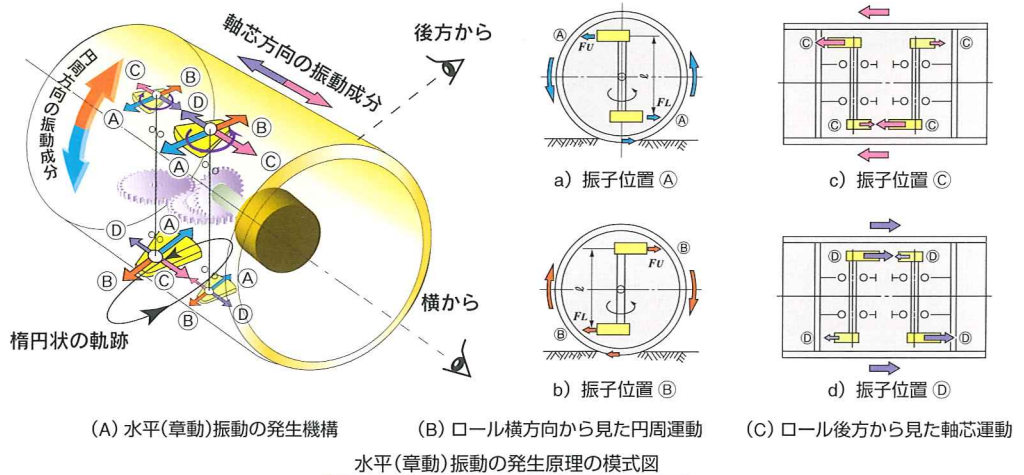 円周方向の振動成分
軸芯方向の振動成分
後方から
横から
楕円状の軌跡
Ⓒ
Ⓑ
Ⓓ
Ⓐ
Ⓑ
Ⓐ
Ⓒ
Ⓓ
Ⓐ
Ⓑ
Ⓒ
Ⓐ
Ⓓ
Ⓑ
(A) 水平(章動)振動の発生機構
Ⓐ
FU
ℓ
FL
Ⓐ
a) 振子位置 Ⓐ
Ⓑ
FU
ℓ
FL
Ⓑ
b) 振子位置 Ⓑ
(B) ロール横方向から見た円周運動
Ⓒ
Ⓒ
Ⓒ
Ⓒ
c) 振子位置 Ⓒ
Ⓓ
Ⓓ
Ⓓ
Ⓓ
d) 振子位置 Ⓓ
(C) ロール後方から見た軸芯運動
水平(章動)振動の発生原理の模式図